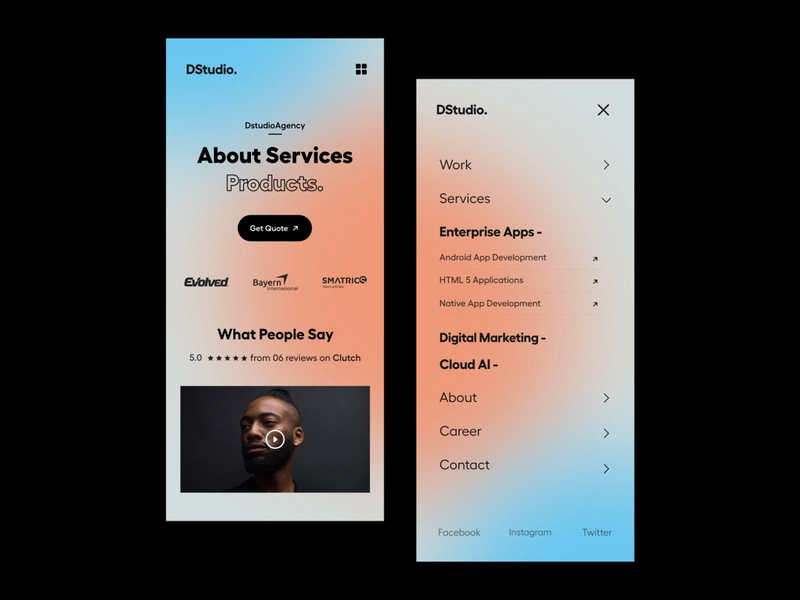 DStudio.
DstudioAgency
About Services
Products.
Get Quote
Evolved
Bayern
International
SMATRICS
What People Say
5.0 ★★★★★ from 06 reviews on Clutch
DStudio.
Work
Services
Enterprise Apps -
Android App Development
HTML 5 Applications
Native App Development
Digital Marketing -
Cloud AI -
About
Career
Contact
Facebook Instagram Twitter